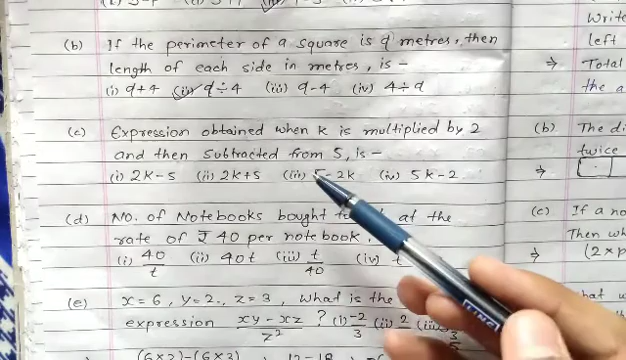 (b) If the perimeter of a square is q metres, then
length of each side in metres, is -
(i) q+4 (ii) q÷4 (iii) q-4 (iv) 4÷q
(c) Expression obtained when k is multiplied by 2
and then subtracted from 5, is -
(i) 2k-5 (ii) 2k+5 (iii) 5-2k (iv) 5k-2
(d) No. of Notebooks bought at the
rate of ₹ 40 per notebook.
(i) 40/t (ii) 40t (iii) t/40 (iv)
(e) x=6, y=2, z=3, What is the
expression xy-xz/z² ? (i) -2/3 (ii) 2 (iii)
Write
left
⇒ Total
the a
(b). The di
twice
⇒
(c) If a no
Then wh
⇒ (2×p